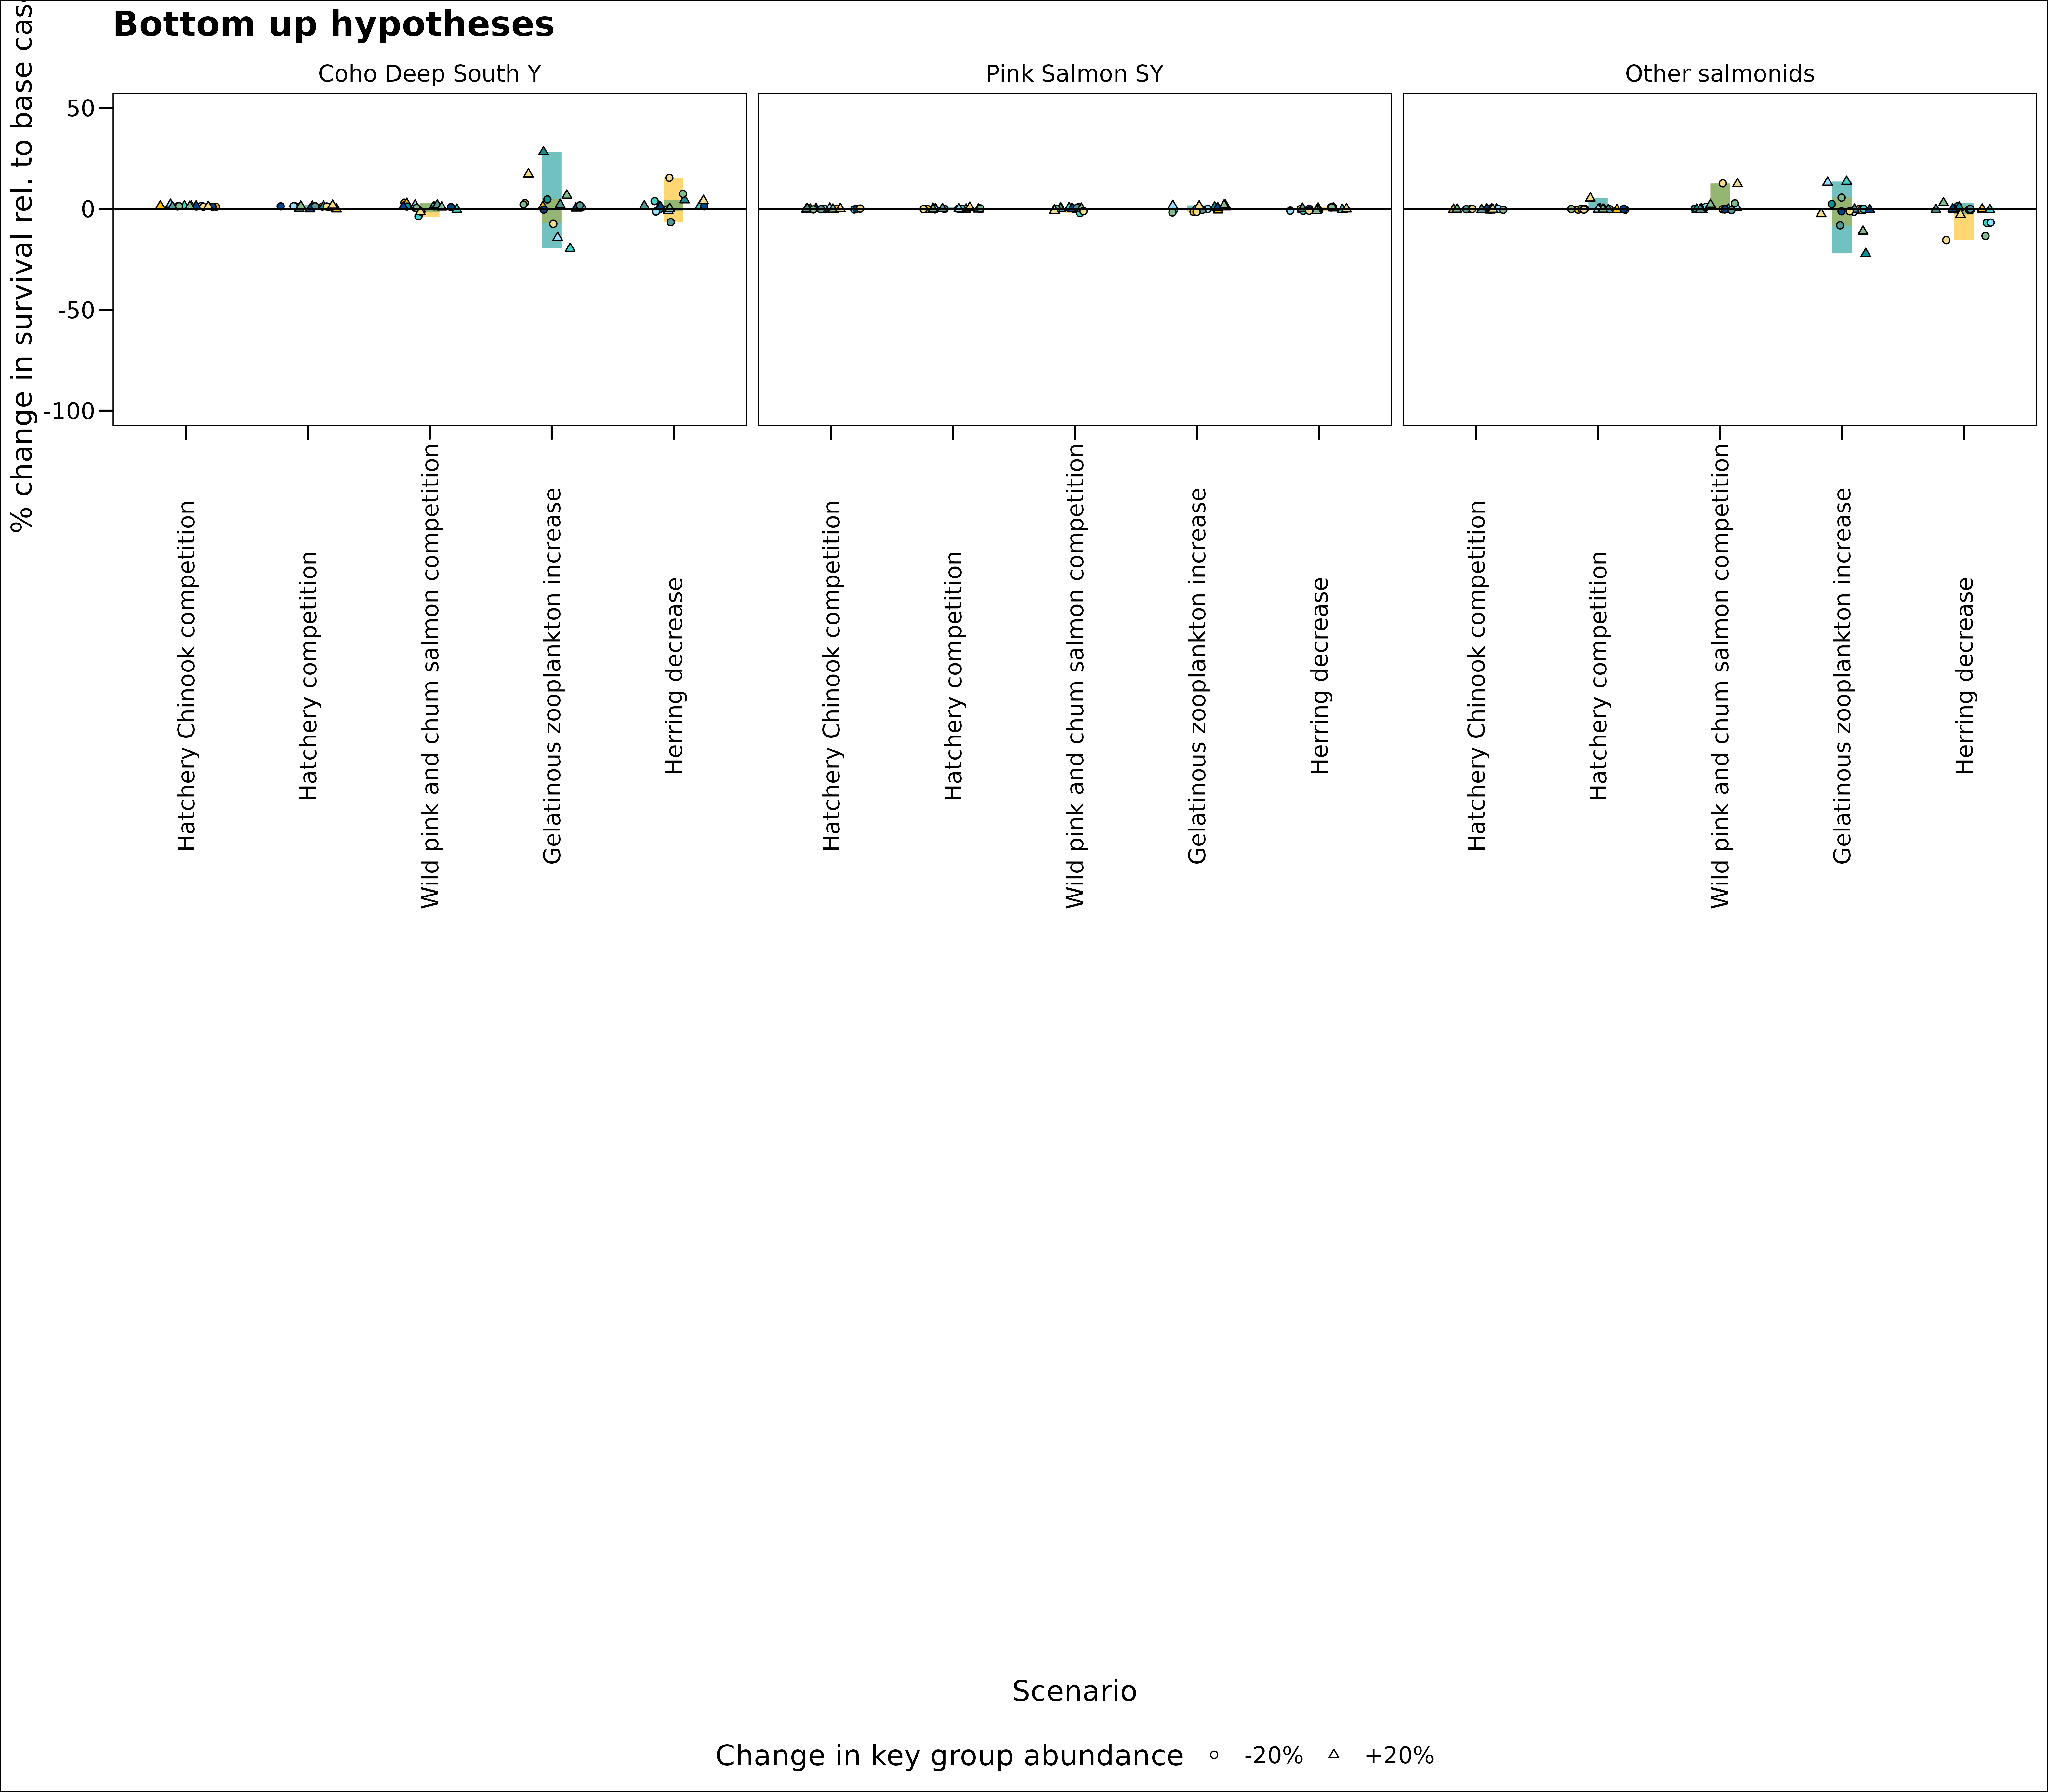 Bottom up hypotheses
Coho Deep South Y
Pink Salmon SY
Other salmonids
% change in survival rel. to base
50
0
-50
-100
Hatchery Chinook competition
Hatchery competition
Wild pink and chum salmon competition
Gelatinous zooplankton increase
Herring decrease
Hatchery Chinook competition
Hatchery competition
Wild pink and chum salmon competition
Gelatinous zooplankton increase
Herring decrease
Hatchery Chinook competition
Hatchery competition
Wild pink and chum salmon competition
Gelatinous zooplankton increase
Herring decrease
Scenario
Change in key group abundance -20% +20%